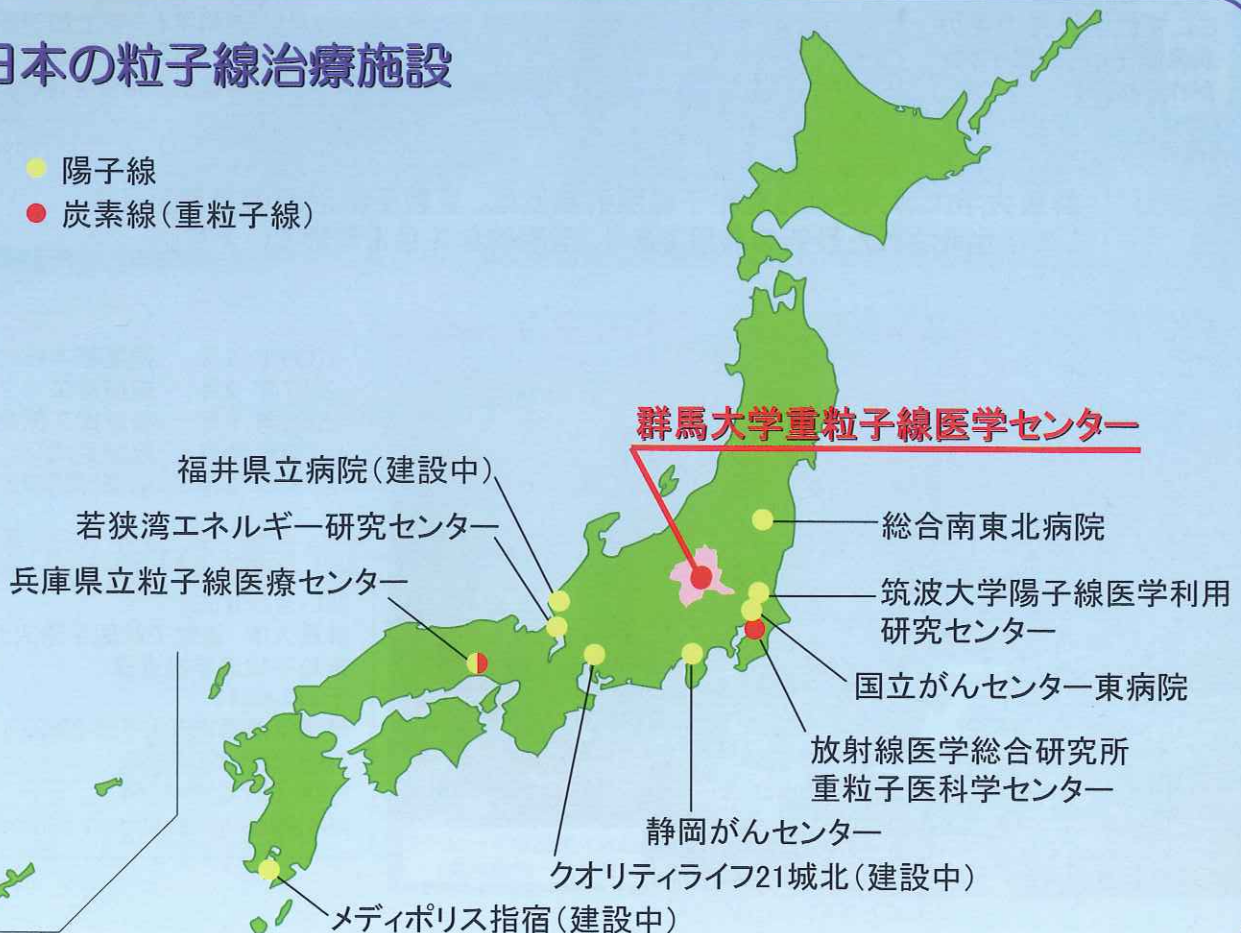 日本の粒子線治療施設
陽子線
炭素線(重粒子線)
群馬大学重粒子線医学センター
福井県立病院(建設中)
若狭湾エネルギー研究センター
兵庫県立粒子線医療センター
総合南東北病院
筑波大学陽子線医学利用
研究センター
国立がんセンター東病院
放射線医学総合研究所
重粒子医科学センター
静岡がんセンター
クオリティライフ21城北(建設中)
メディポリス指宿(建設中)